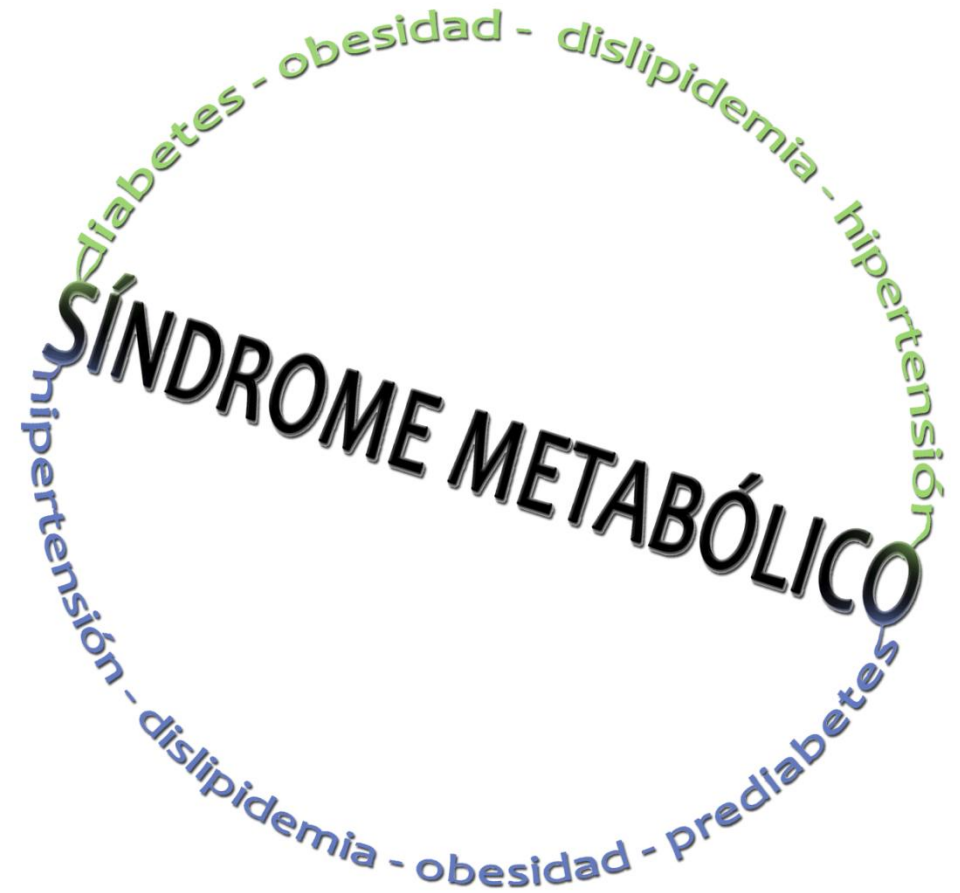 diabetes - obesidad - dislipidemia - hipertensión
SÍNDROME METABÓLICO
hipertensión - dislipidemia - obesidad - prediabetes